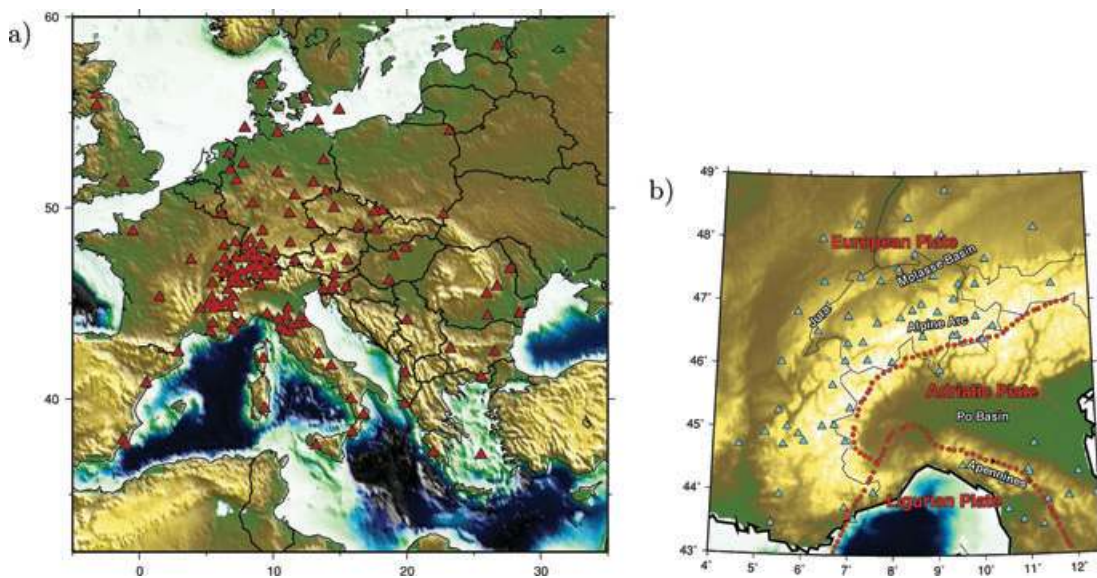 a)
60
50
40
0
10
20
30
b)
49°
48°
47°
46°
45°
44°
43°
4°
5°
6°
7°
8°
9°
10°
11°
12°
European Plate
Molasse Basin
Jura
Alpine Arc
Adriatic Plate
Po Basin
Apennines
Ligurian Plate